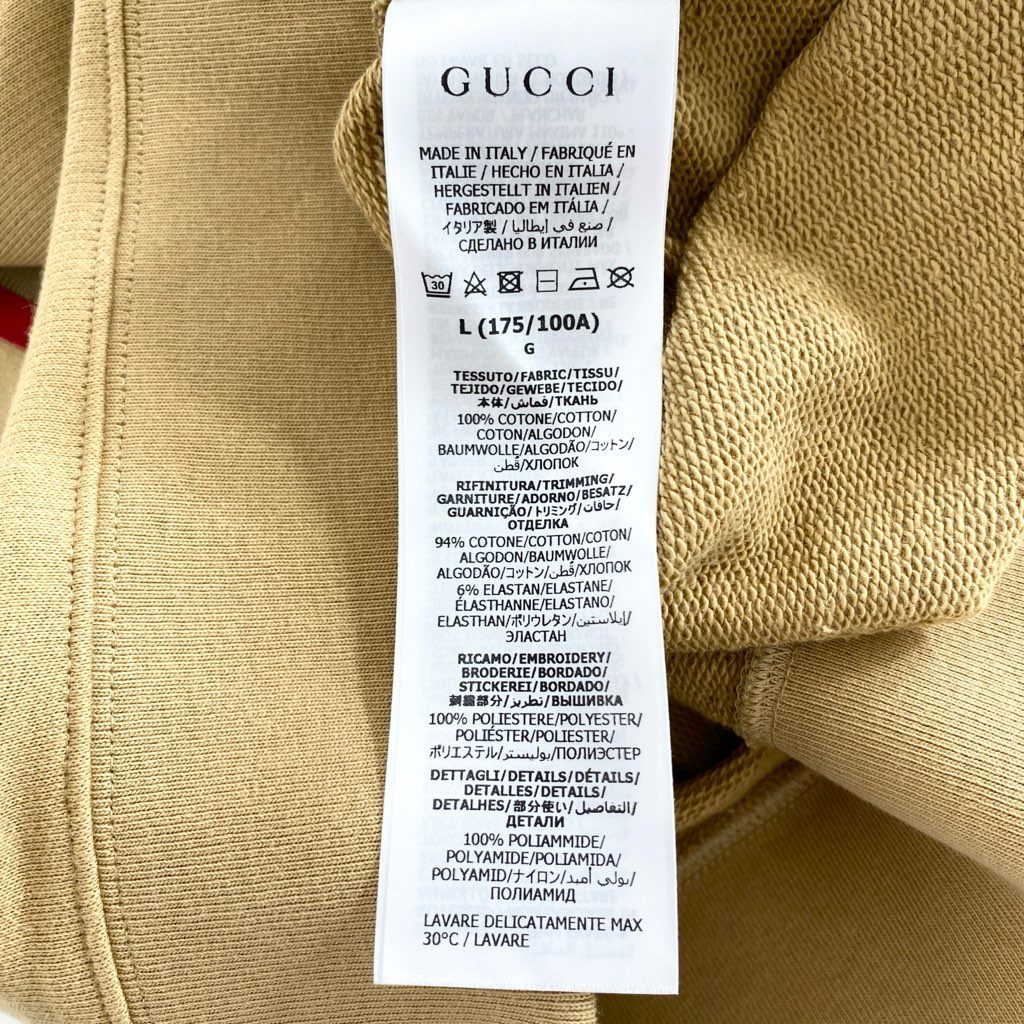 GUCCI
MADE IN ITALY / FABRIQUÉ EN
ITALIE / HECHO EN ITALIA /
HERGESTELLT IN ITALIEN /
FABRICADO EM ITÁLIA /
イタリア製 / صنع في إيطاليا /
СДЕЛАНО В ИТАЛИИ
30
L (175/100A)
G
TESSUTO/FABRIC/TISSU/
TEJIDO/GEWEBE/TECIDO/
本体/قماش/ТКАНЬ
100% COTONE/COTTON/
COTON/ALGODON/
BAUMWOLLE/ALGODÃO/コットン/
قطن/ХЛОПОК
RIFINITURA/TRIMMING/
GARNITURE/ADORNO/BESATZ/
GUARNIÇÃO/トリミング/حافات/
ОТДЕЛКА
94% COTONE/COTTON/COTON/
ALGODON/BAUMWOLLE/
ALGODÃO/コットン/قطن/ХЛОПОК
6% ELASTAN/ELASTANE/
ÉLASTHANNE/ELASTANO/
ELASTHAN/ポリウレタン/إيلاستين/
ЭЛАСТАН
RICAMO/EMBROIDERY/
BRODERIE/BORDADO/
STICKEREI/BORDADO/
刺繍部分/تطريز/ВЫШИВКА
100% POLIESTERE/POLYESTER/
POLIÉSTER/POLIESTER/
ポリエステル/بوليستر/ПОЛИЭСТЕР
DETTAGLI/DETAILS/DÉTAILS/
DETALLES/DETAILS/
DETALHES/部分使い/التفاصيل/
ДЕТАЛИ
100% POLIAMMIDE/
POLYAMIDE/POLIAMIDA/
POLYAMID/ナイロン/بولي أميد/
ПОЛИАМИД
LAVARE DELICATAMENTE MAX
30°C / LAVARE